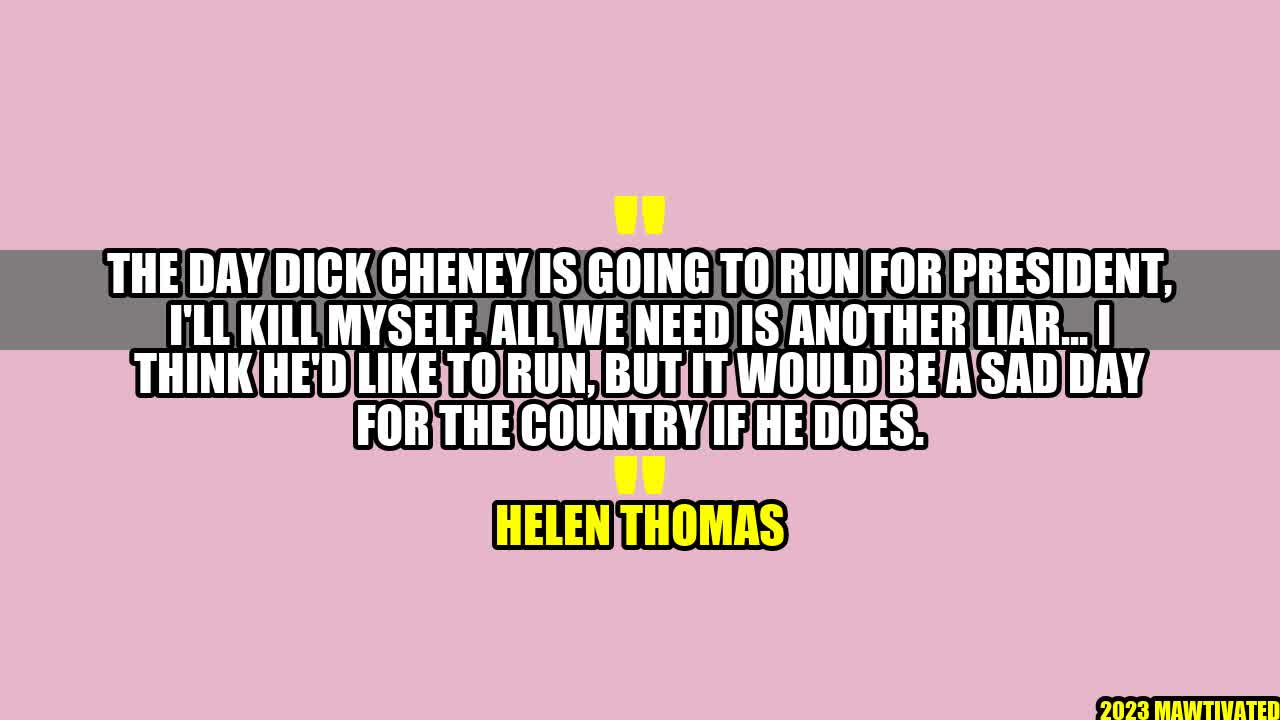 "
THE DAY DICK CHENEY IS GOING TO RUN FOR PRESIDENT,
I'LL KILL MYSELF. ALL WE NEED IS ANOTHER LIAR... I
THINK HE'D LIKE TO RUN, BUT IT WOULD BE A SAD DAY
FOR THE COUNTRY IF HE DOES.
"
HELEN THOMAS
2023 MAWTIVATED